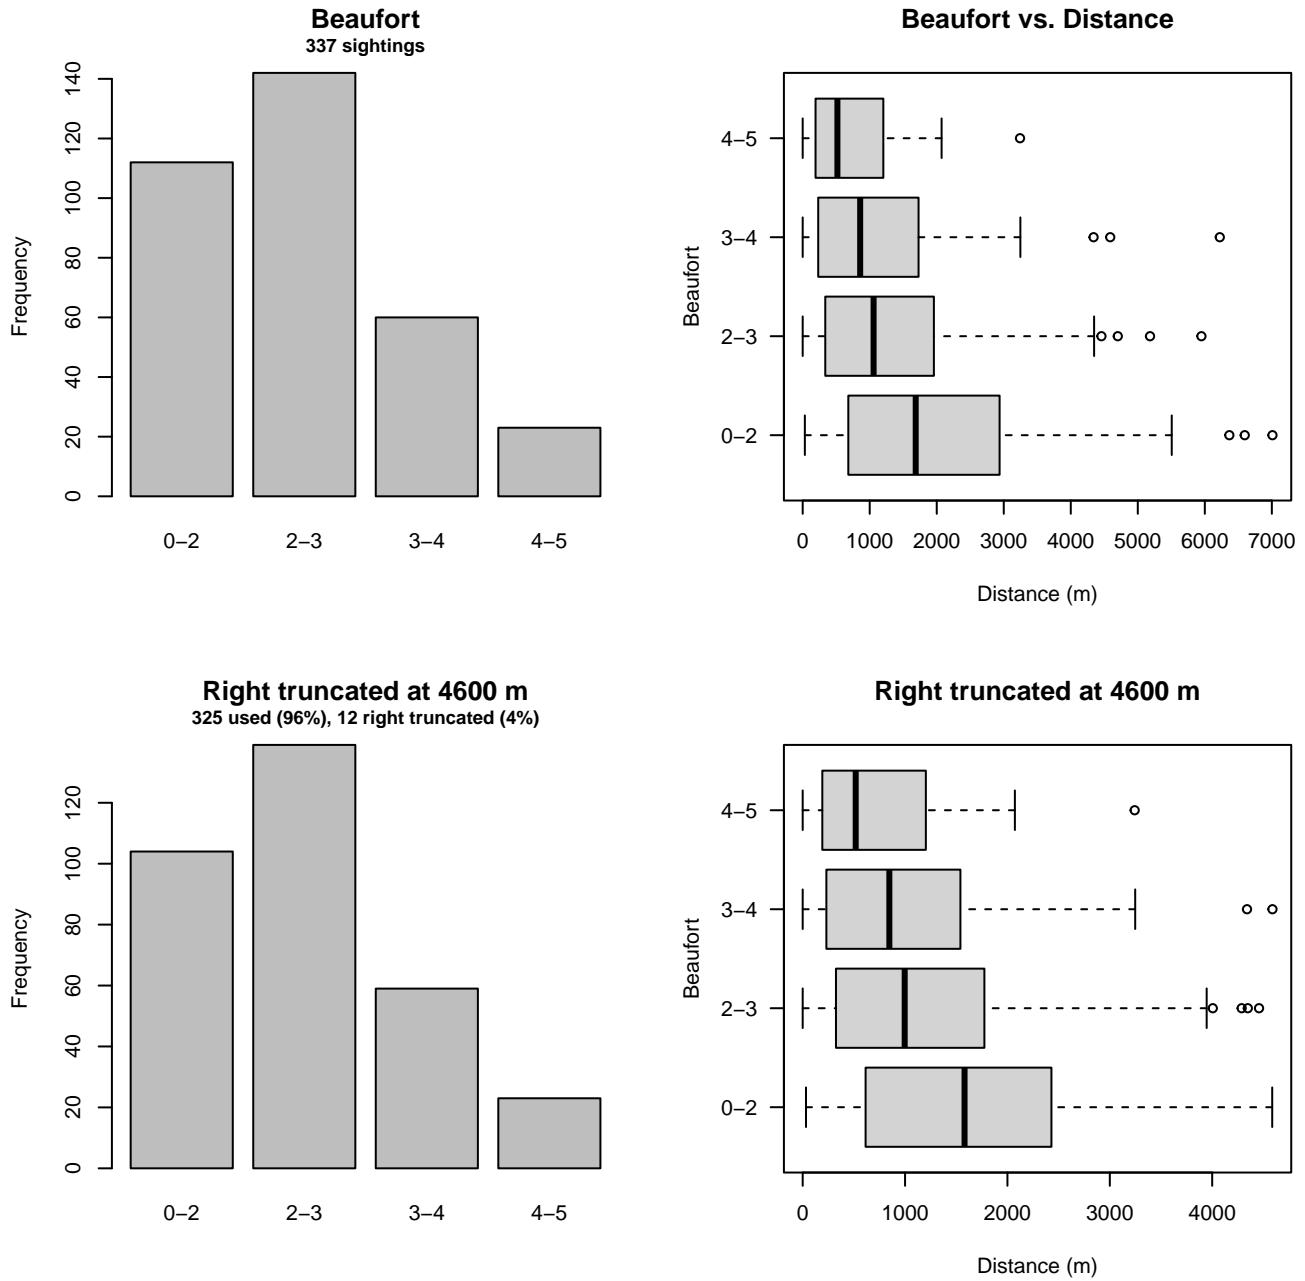 Beaufort
337 sightings
Frequency
0 20 40 60 80 100 120 140
0–2 2–3 3–4 4–5
Beaufort vs. Distance
Beaufort
4–5
3–4
2–3
0–2
0 1000 2000 3000 4000 5000 6000 7000
Distance (m)
Right truncated at 4600 m
325 used (96%), 12 right truncated (4%)
Frequency
0 20 40 60 80 100 120
0–2 2–3 3–4 4–5
Right truncated at 4600 m
Beaufort
4–5
3–4
2–3
0–2
0 1000 2000 3000 4000
Distance (m)